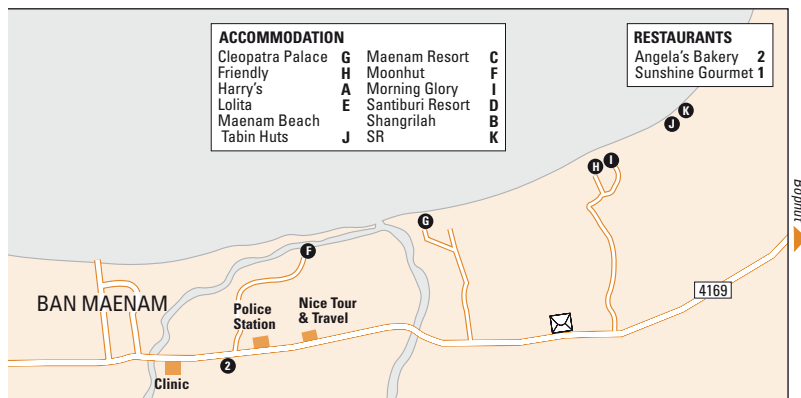 ACCOMMODATION
Cleopatra Palace G Maenam Resort C
Friendly H Moonhut F
Harry's A Morning Glory I
Lolita E Santiburi Resort D
Maenam Beach Shangrilah B
Tabin Huts J SR K
RESTAURANTS
Angela's Bakery 2
Sunshine Gourmet 1
K
J
H I
G
F
Bophut
4169
BAN MAENAM
Police
Station
Nice Tour
& Travel
2
Clinic